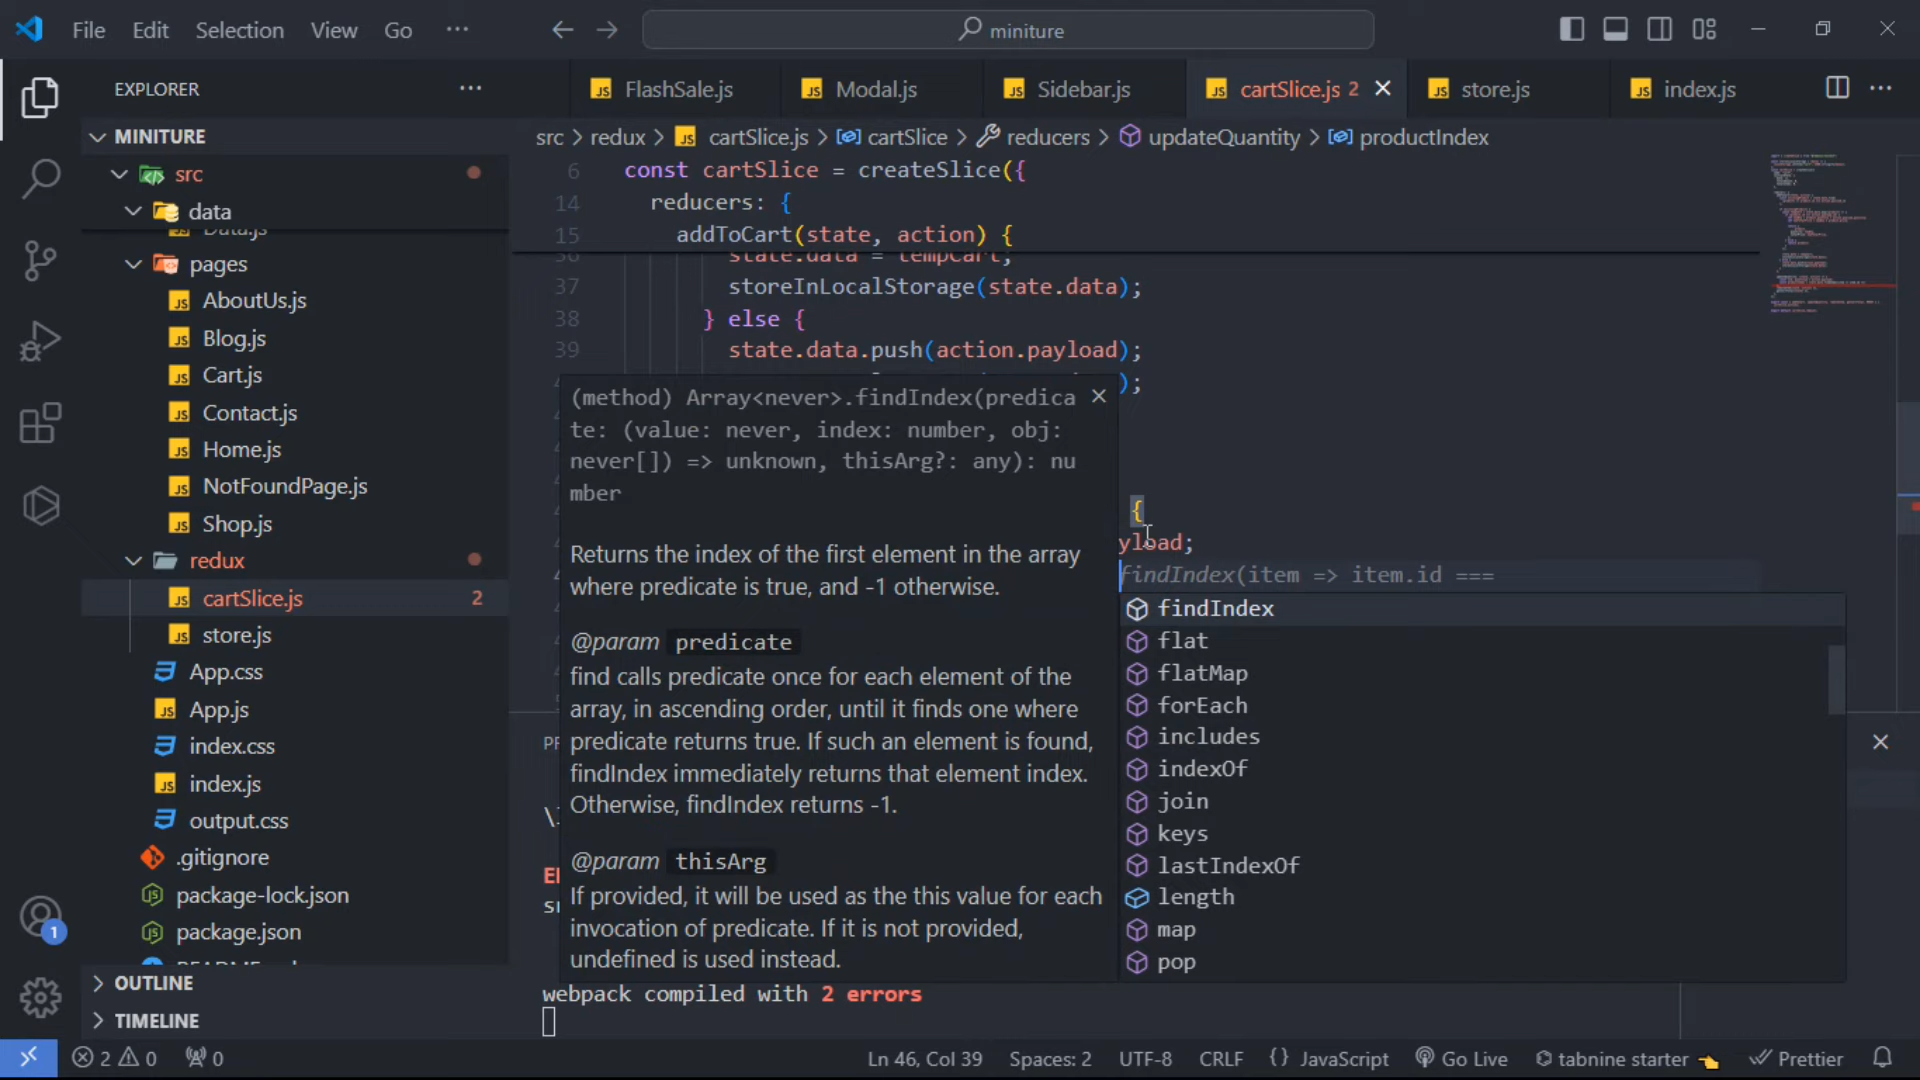 File Edit Selection View Go ···
miniture
EXPLORER ···
FlashSale.js
Modal.js
Sidebar.js
cartSlice.js 2
store.js
index.js
···
MINITURE
src
data
Data.js
pages
AboutUs.js
Blog.js
Cart.js
Contact.js
Home.js
NotFoundPage.js
Shop.js
redux
cartSlice.js 2
store.js
App.css
App.js
index.css
index.js
output.css
.gitignore
package-lock.json
package.json
OUTLINE
TIMELINE
1
src > redux > cartSlice.js > cartSlice > reducers > updateQuantity > productIndex
6 const cartSlice = createSlice({
14 reducers: {
15 addToCart(state, action) {
36 state.data = tempCart;
37 storeInLocalStorage(state.data);
38 } else {
39 state.data.push(action.payload);
);
{
yload;
findIndex(item => item.id ===
(method) Array<never>.findIndex(predica
te: (value: never, index: number, obj:
never[]) => unknown, thisArg?: any): nu
mber
Returns the index of the first element in the array
where predicate is true, and -1 otherwise.
@param predicate
find calls predicate once for each element of the
array, in ascending order, until it finds one where
predicate returns true. If such an element is found,
findIndex immediately returns that element index.
Otherwise, findIndex returns -1.
@param thisArg
If provided, it will be used as the this value for each
invocation of predicate. If it is not provided,
undefined is used instead.
findIndex
flat
flatMap
forEach
includes
indexOf
join
keys
lastIndexOf
length
map
pop
webpack compiled with 2 errors
2 0 0
Ln 46, Col 39 Spaces: 2 UTF-8 CRLF {} JavaScript Go Live tabnine starter Prettier